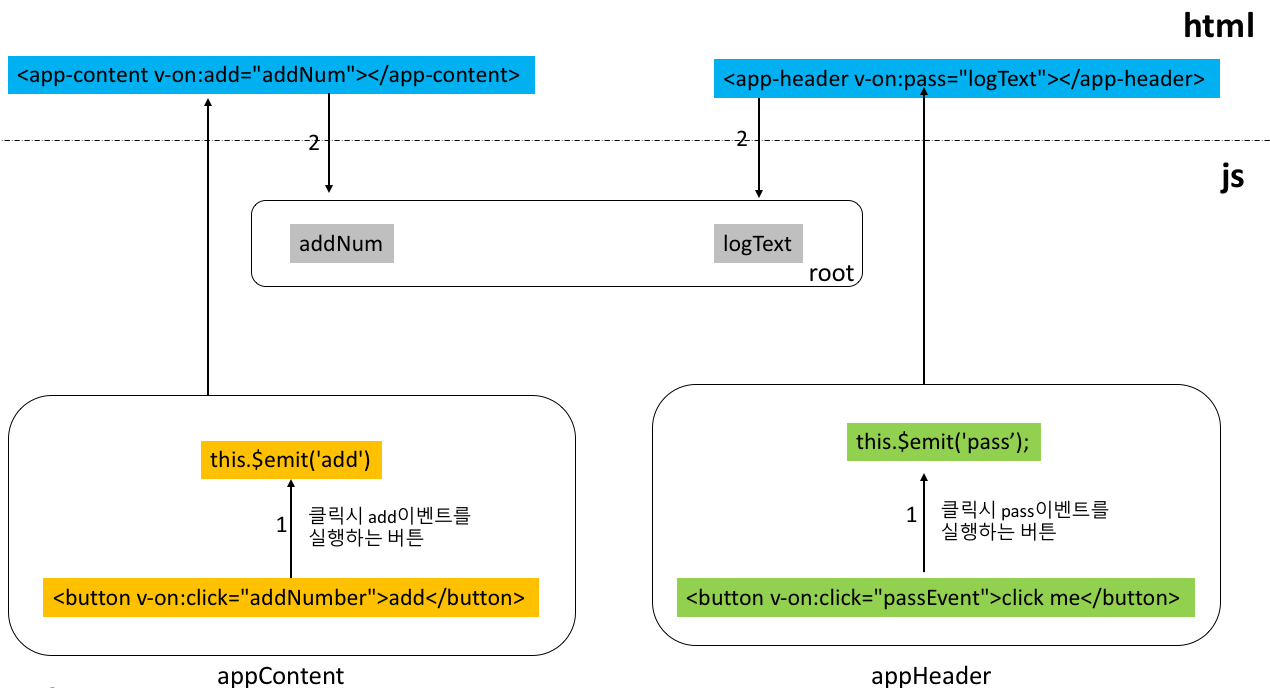 html
<app-content v-on:add="addNum"></app-content>
<app-header v-on:pass="logText"></app-header>
2
2
js
addNum
logText
root
this.$emit('add')
this.$emit('pass’);
1
클릭시 add이벤트를
실행하는 버튼
1
클릭시 pass이벤트를
실행하는 버튼
<button v-on:click="addNumber">add</button>
<button v-on:click="passEvent">click me</button>
appContent
appHeader